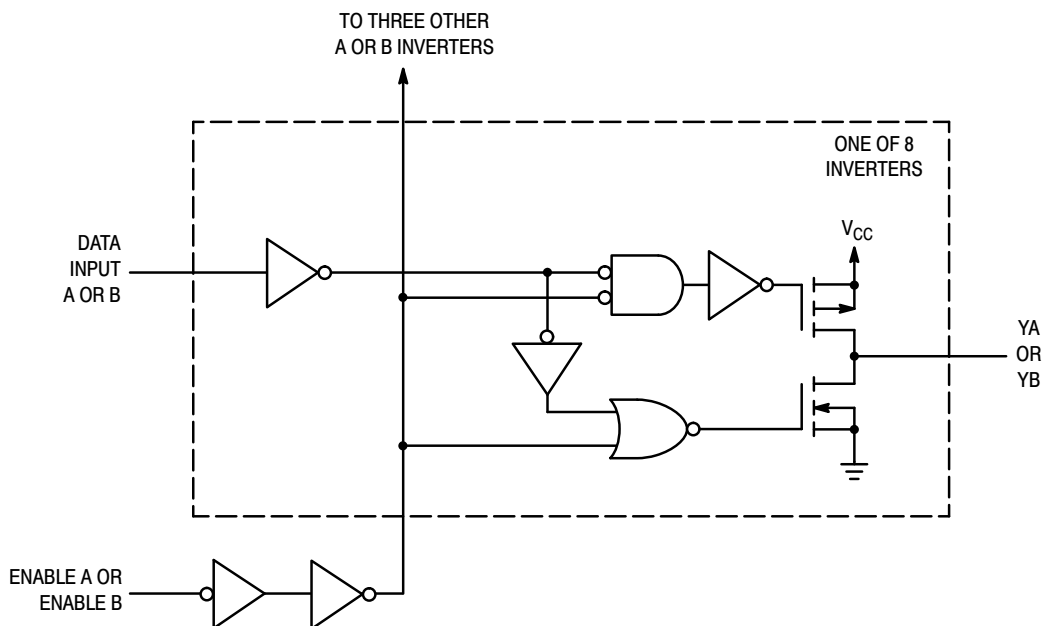 TO THREE OTHER
A OR B INVERTERS
ONE OF 8
INVERTERS
VCC
DATA
INPUT
A OR B
YA
OR
YB
ENABLE A OR
ENABLE B